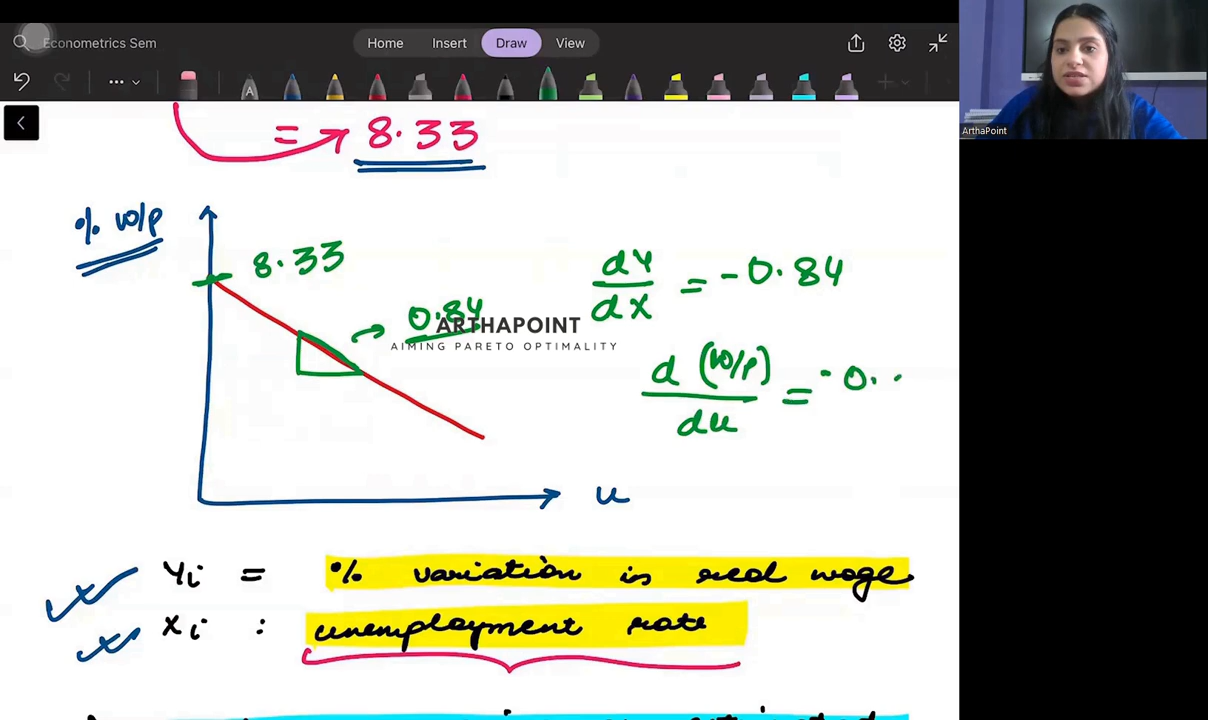 Econometrics Sem
Home Insert Draw View
A
= 8.33
% W/P
8.33
0.84
dY/dX = -0.84
d (W/P)/du = -0.
ARTHAPOINT
AIMING PARETO OPTIMALITY
u
Yi = % variation in real wage
Xi : unemployment rate
ArthaPoint